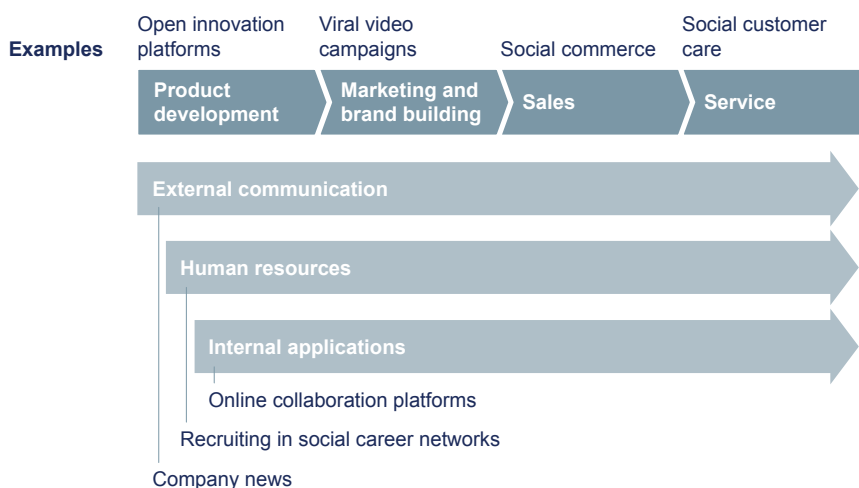 Examples
Open innovation
platforms
Viral video
campaigns
Social commerce
Social customer
care
Product
development
Marketing and
brand building
Sales
Service
External communication
Human resources
Internal applications
Online collaboration platforms
Recruiting in social career networks
Company news